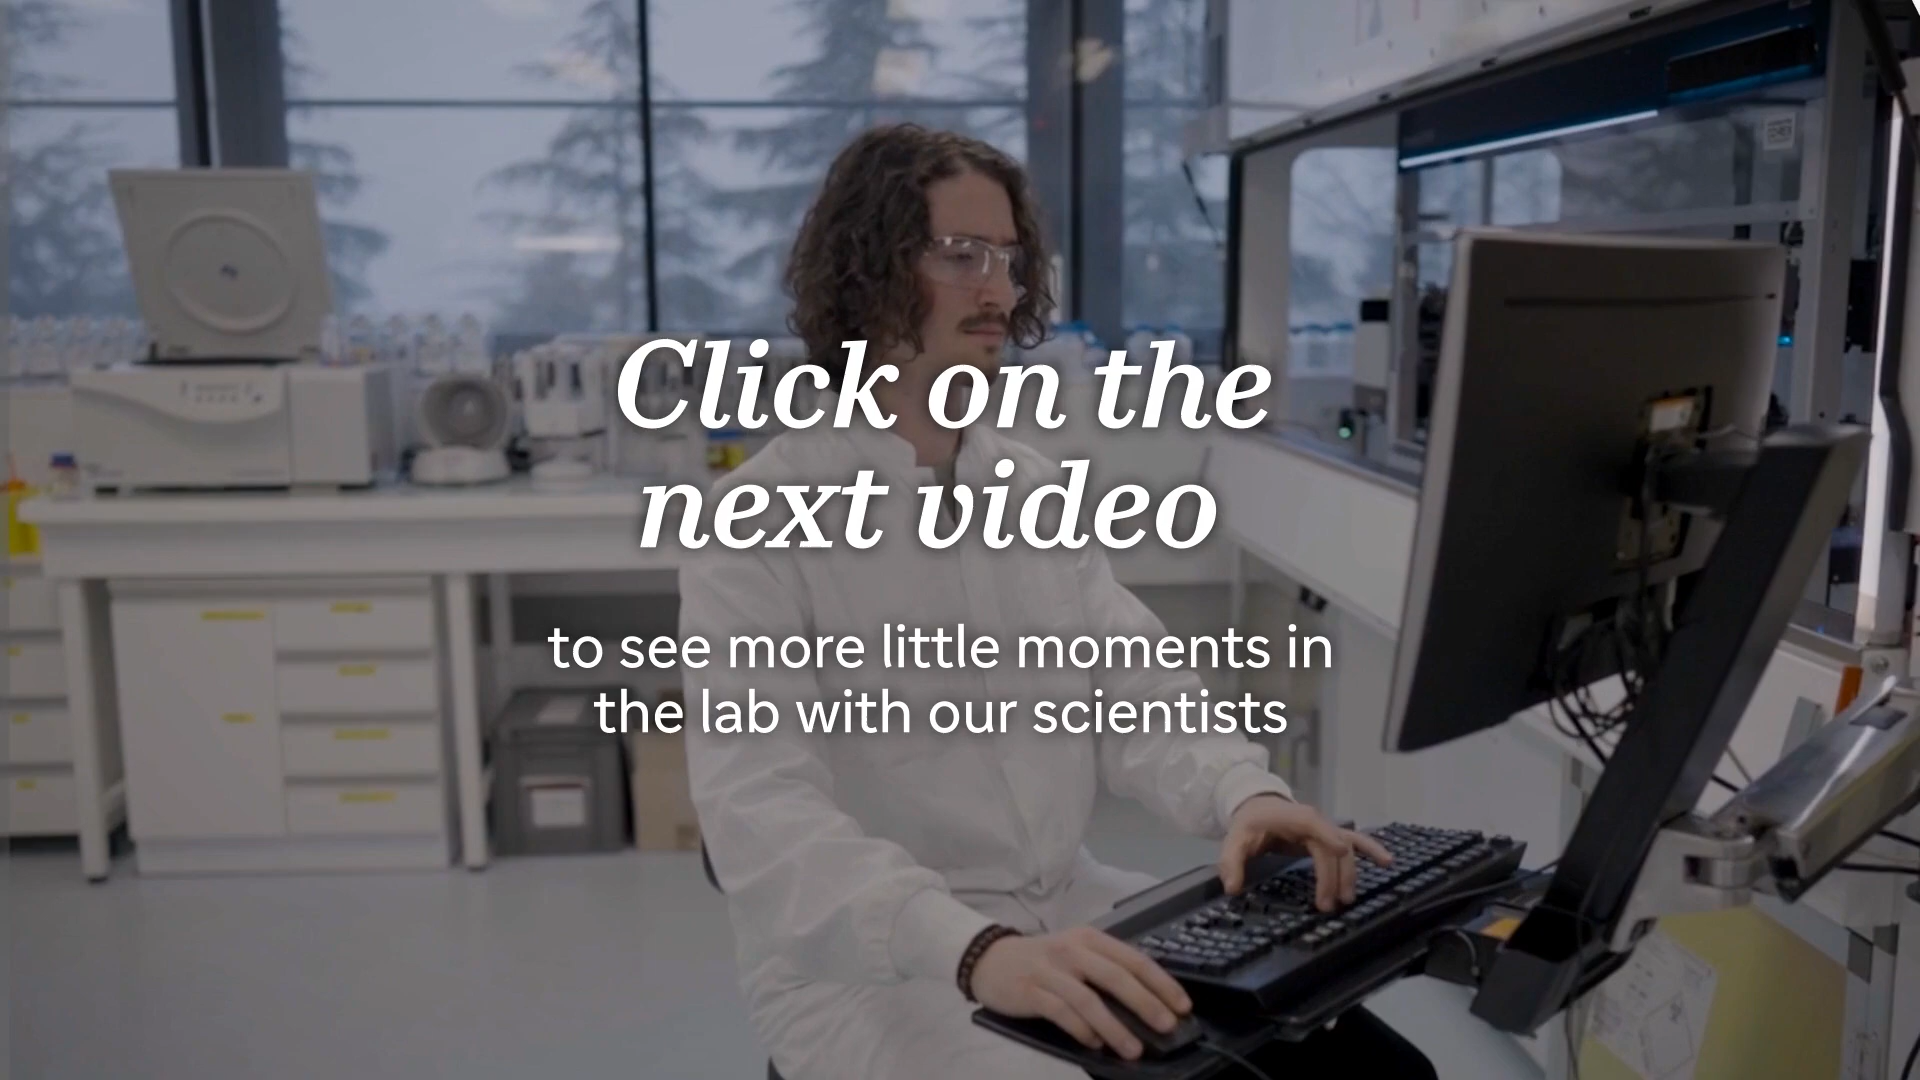 Click on the
next video
to see more little moments in
the lab with our scientists